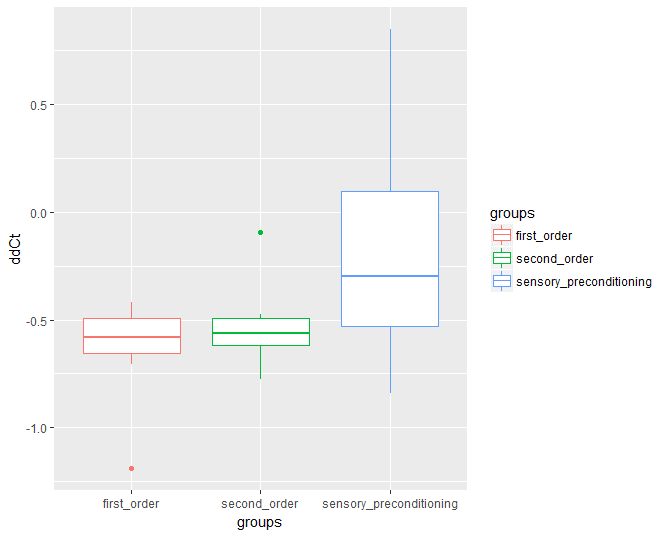 ddCt
0.5
0.0
-0.5
-1.0
first_order
second_order
sensory_preconditioning
groups
groups
first_order
second_order
sensory_preconditioning